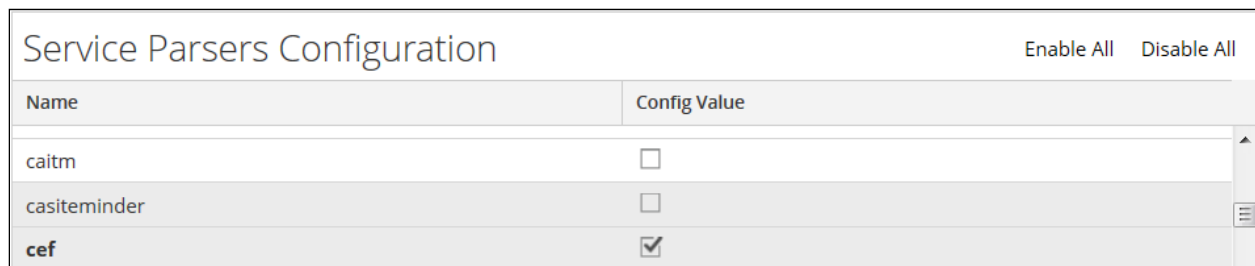 Service Parsers Configuration Enable All Disable All
Name Config Value
caitm
casiteminder
cef